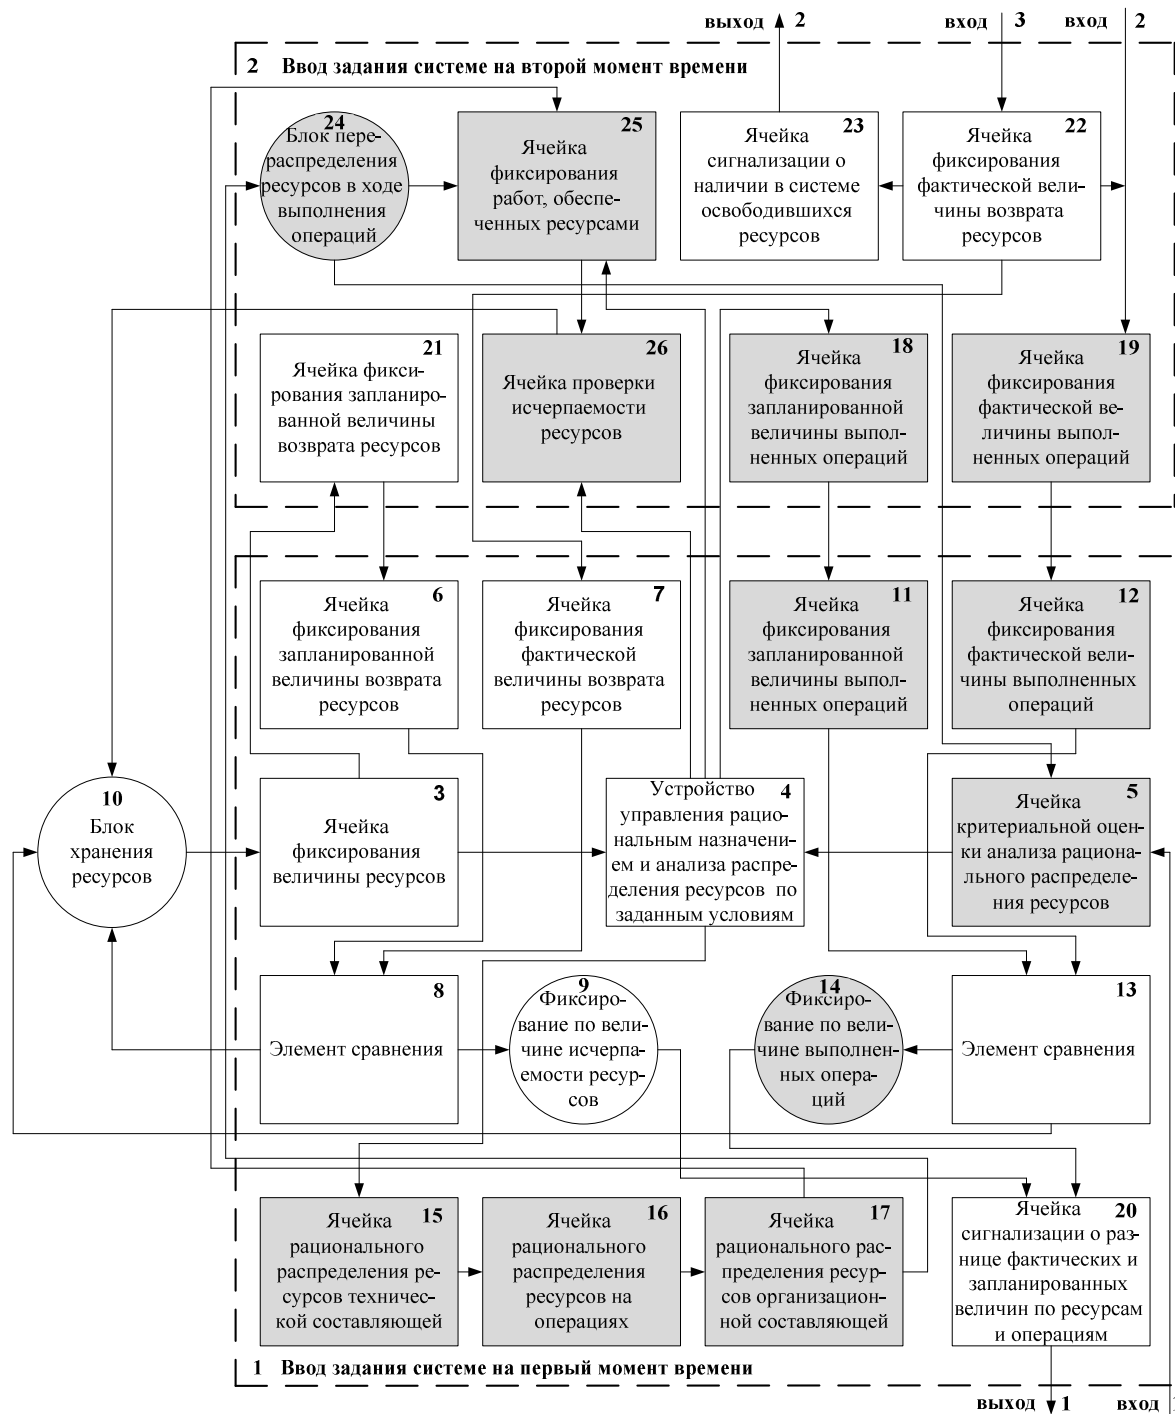 выход 2
вход 3
вход 2
2 Ввод задания системе на второй момент времени
24
Блок пере-
распределения
ресурсов в ходе
выполнения
операций
25
Ячейка
фиксирования
работ, обеспе-
ченных ресурсами
23
Ячейка
сигнализации о
наличии в системе
освободившихся
ресурсов
22
Ячейка
фиксирования
фактической вели-
чины возврата
ресурсов
21
Ячейка фикси-
рования запланиро-
ванной величины
возврата ресурсов
26
Ячейка проверки
исчерпаемости
ресурсов
18
Ячейка
фиксирования
запланированной
величины выпол-
ненных операций
19
Ячейка
фиксирования
фактической ве-
личины выпол-
ненных операций
6
Ячейка
фиксирования
запланированной
величины возврата
ресурсов
7
Ячейка
фиксирования
фактической
величины возврата
ресурсов
11
Ячейка
фиксирования
запланированной
величины выпол-
ненных операций
12
Ячейка
фиксирования
фактической вели-
чины выполненных
операций
10
Блок
хранения
ресурсов
3
Ячейка
фиксирования
величины ресурсов
4
Устройство
управления рацио-
нальным назначени-
ем и анализа распре-
деления ресурсов по
заданным условиям
5
Ячейка
критериальной оцен-
ки анализа рациона-
льного распределе-
ния ресурсов
8
Элемент сравнения
9
Фиксиро-
вание по вели-
чине исчерпа-
емости ресур-
сов
14
Фиксиро-
вание по вели-
чине выполнен-
ных опера-
ций
13
Элемент сравнения
15
Ячейка
рационального
распределения ре-
сурсов техничес-
кой составляющей
16
Ячейка
рационального
распределения
ресурсов на
операциях
17
Ячейка
рационального рас-
пределения ресур-
сов организацион-
ной составляющей
20
Ячейка
сигнализации о раз-
нице фактических и
запланированных
величин по ресурсам
и операциям
1 Ввод задания системе на первый момент времени
выход 1
вход